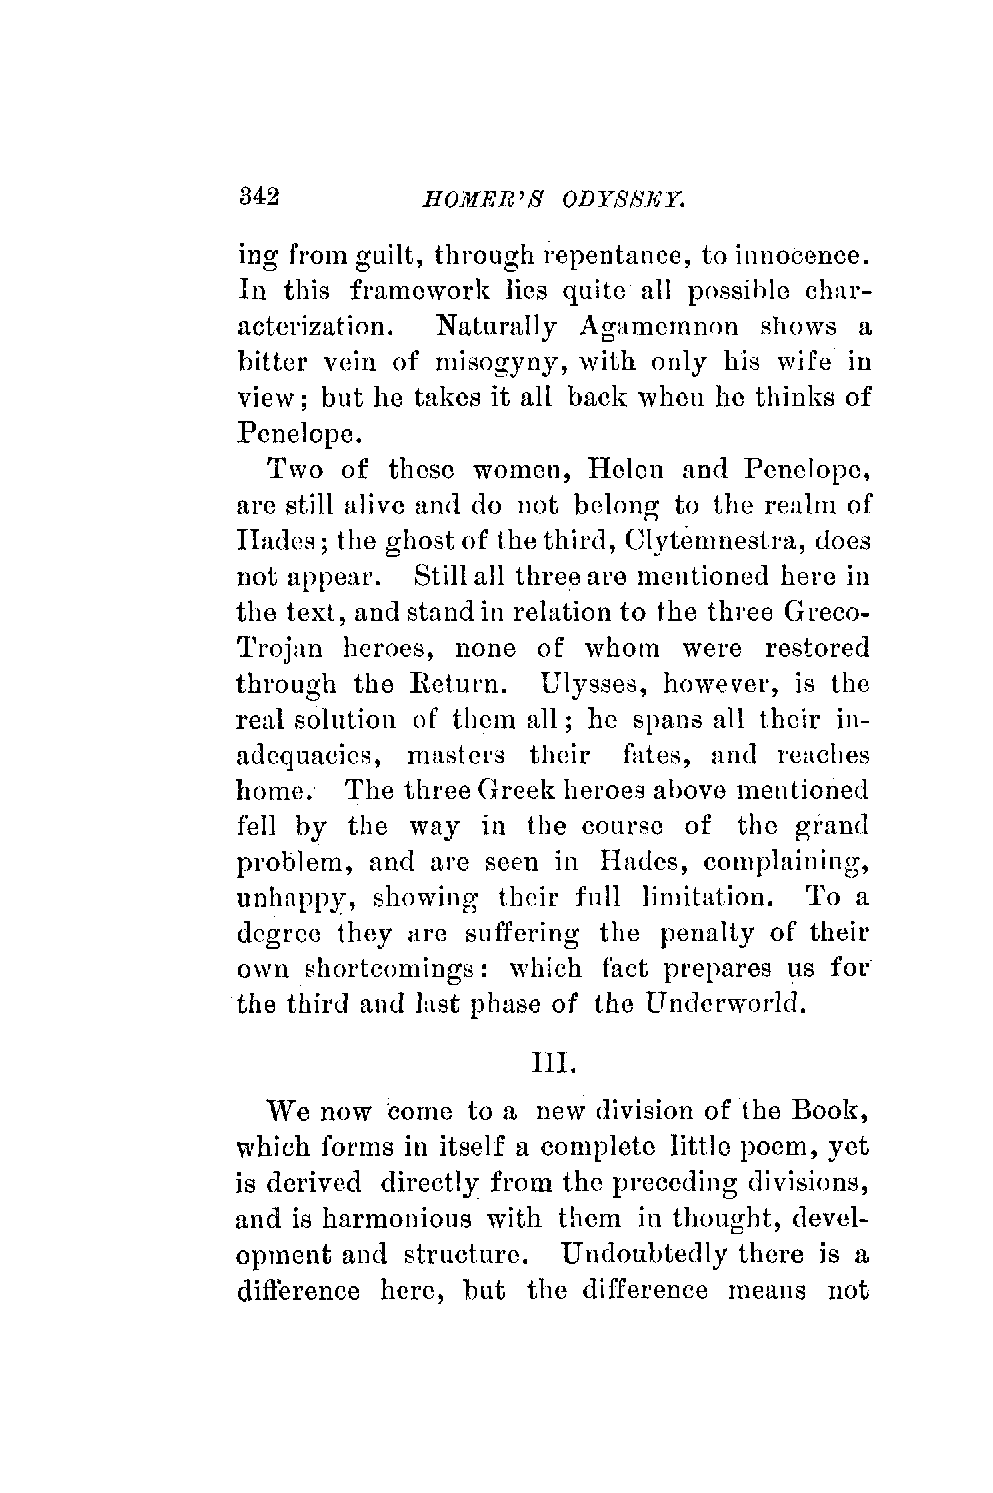 342 HOMER'S ODYSSEY.
ing from guilt, through repentance, to innocence.
In this framework lies quite all possible char-
acterization. Naturally Agamemnon shows a
bitter vein of misogyny, with only his wife in
view; but he takes it all back when he thinks of
Penelope.
Two of these women, Helen and Penelope,
are still alive and do not belong to the realm of
Hades; the ghost of the third, Clytemnestra, does
not appear. Still all three are mentioned here in
the text, and stand in relation to the three Greco-
Trojan heroes, none of whom were restored
through the Return. Ulysses, however, is the
real solution of them all; he spans all their in-
adequacies, masters their fates, and reaches
home. The three Greek heroes above mentioned
fell by the way in the course of the grand
problem, and are seen in Hades, complaining,
unhappy, showing their full limitation. To a
degree they are suffering the penalty of their
own shortcomings: which fact prepares us for
the third and last phase of the Underworld.
III.
We now come to a new division of the Book,
which forms in itself a complete little poem, yet
is derived directly from the preceding divisions,
and is harmonious with them in thought, devel-
opment and structure. Undoubtedly there is a
difference here, but the difference means not